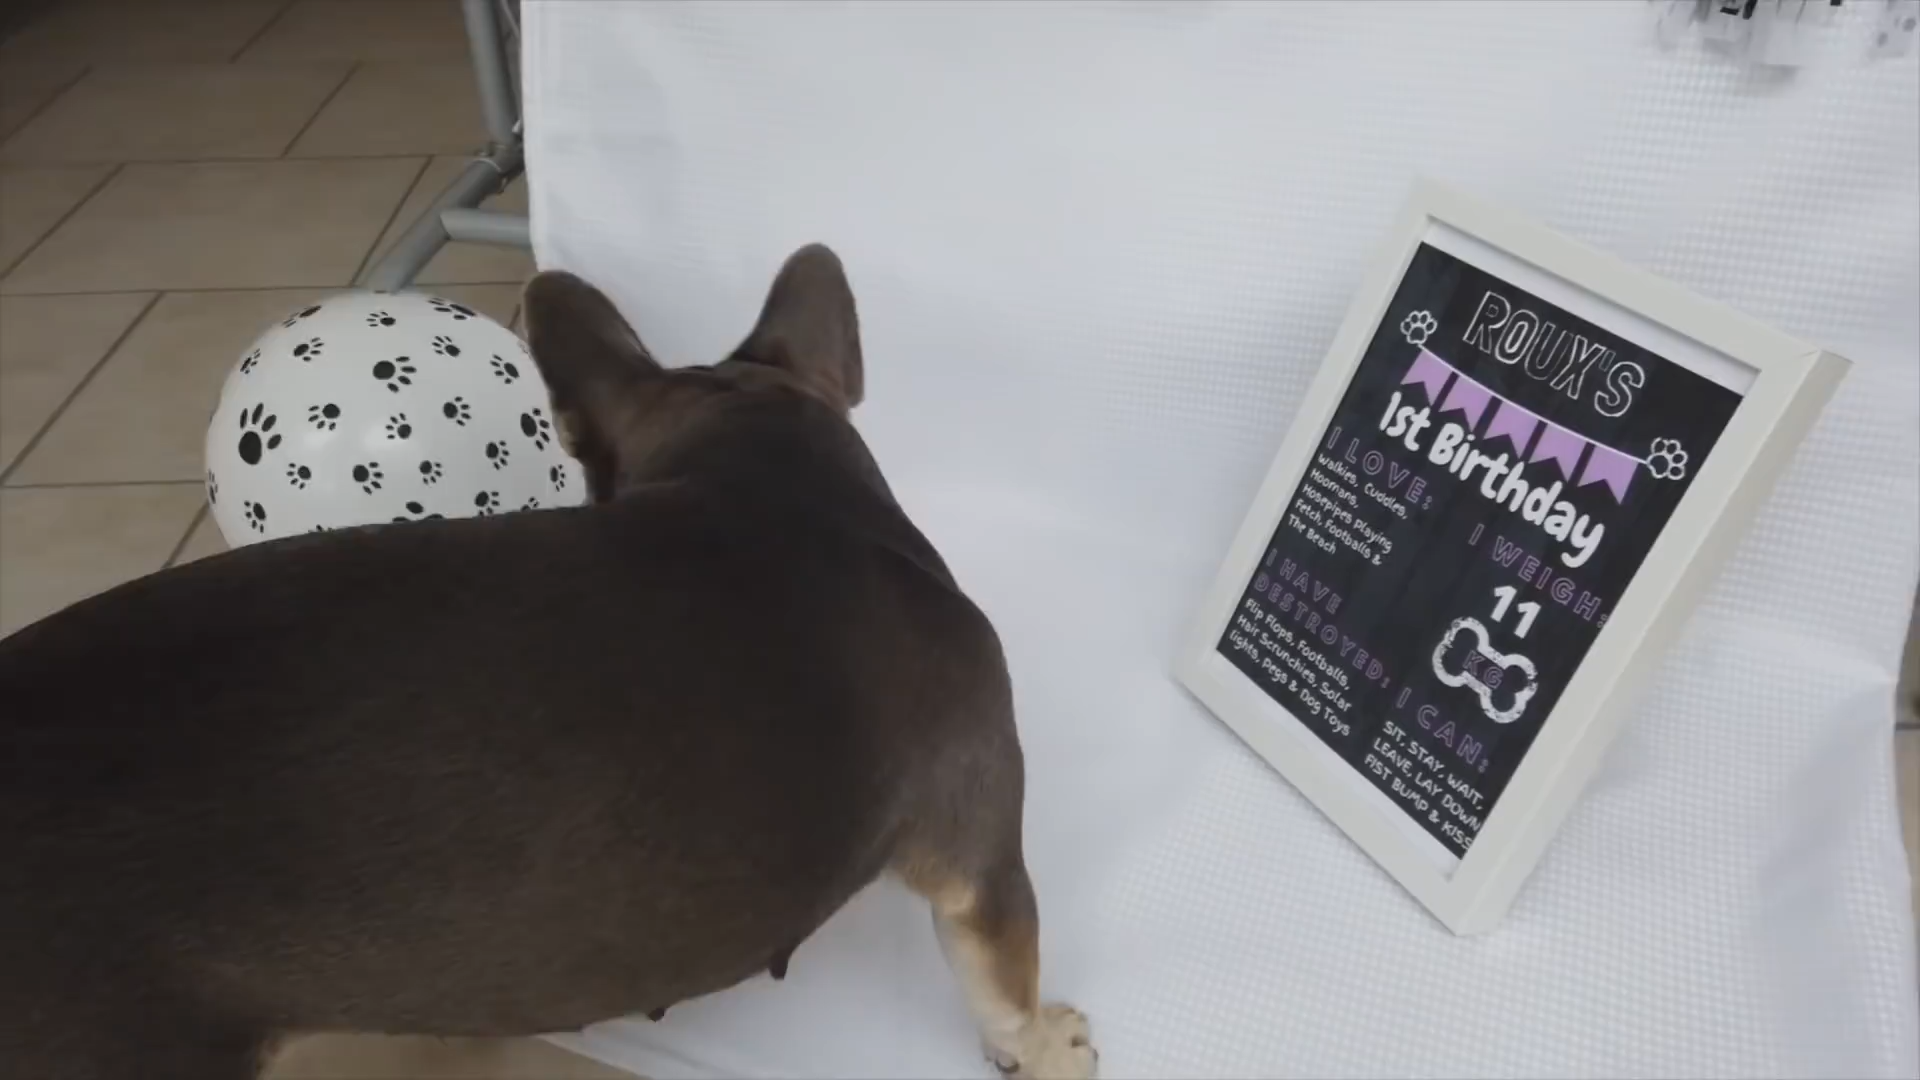 ROUX'S
1st Birthday
I LOVE:
Walkies, Cuddles,
Hoomans,
Hosepipes Playing
Fetch, Footballs &
The Beach
I WEIGH:
11
KG
I HAVE
DESTROYED:
Flip Flops, Footballs,
Hair Scrunchies, Solar
lights, pegs & Dog Toys
I CAN:
SIT, STAY, WAIT,
LEAVE, LAY DOWN
FIST BUMP & KISS